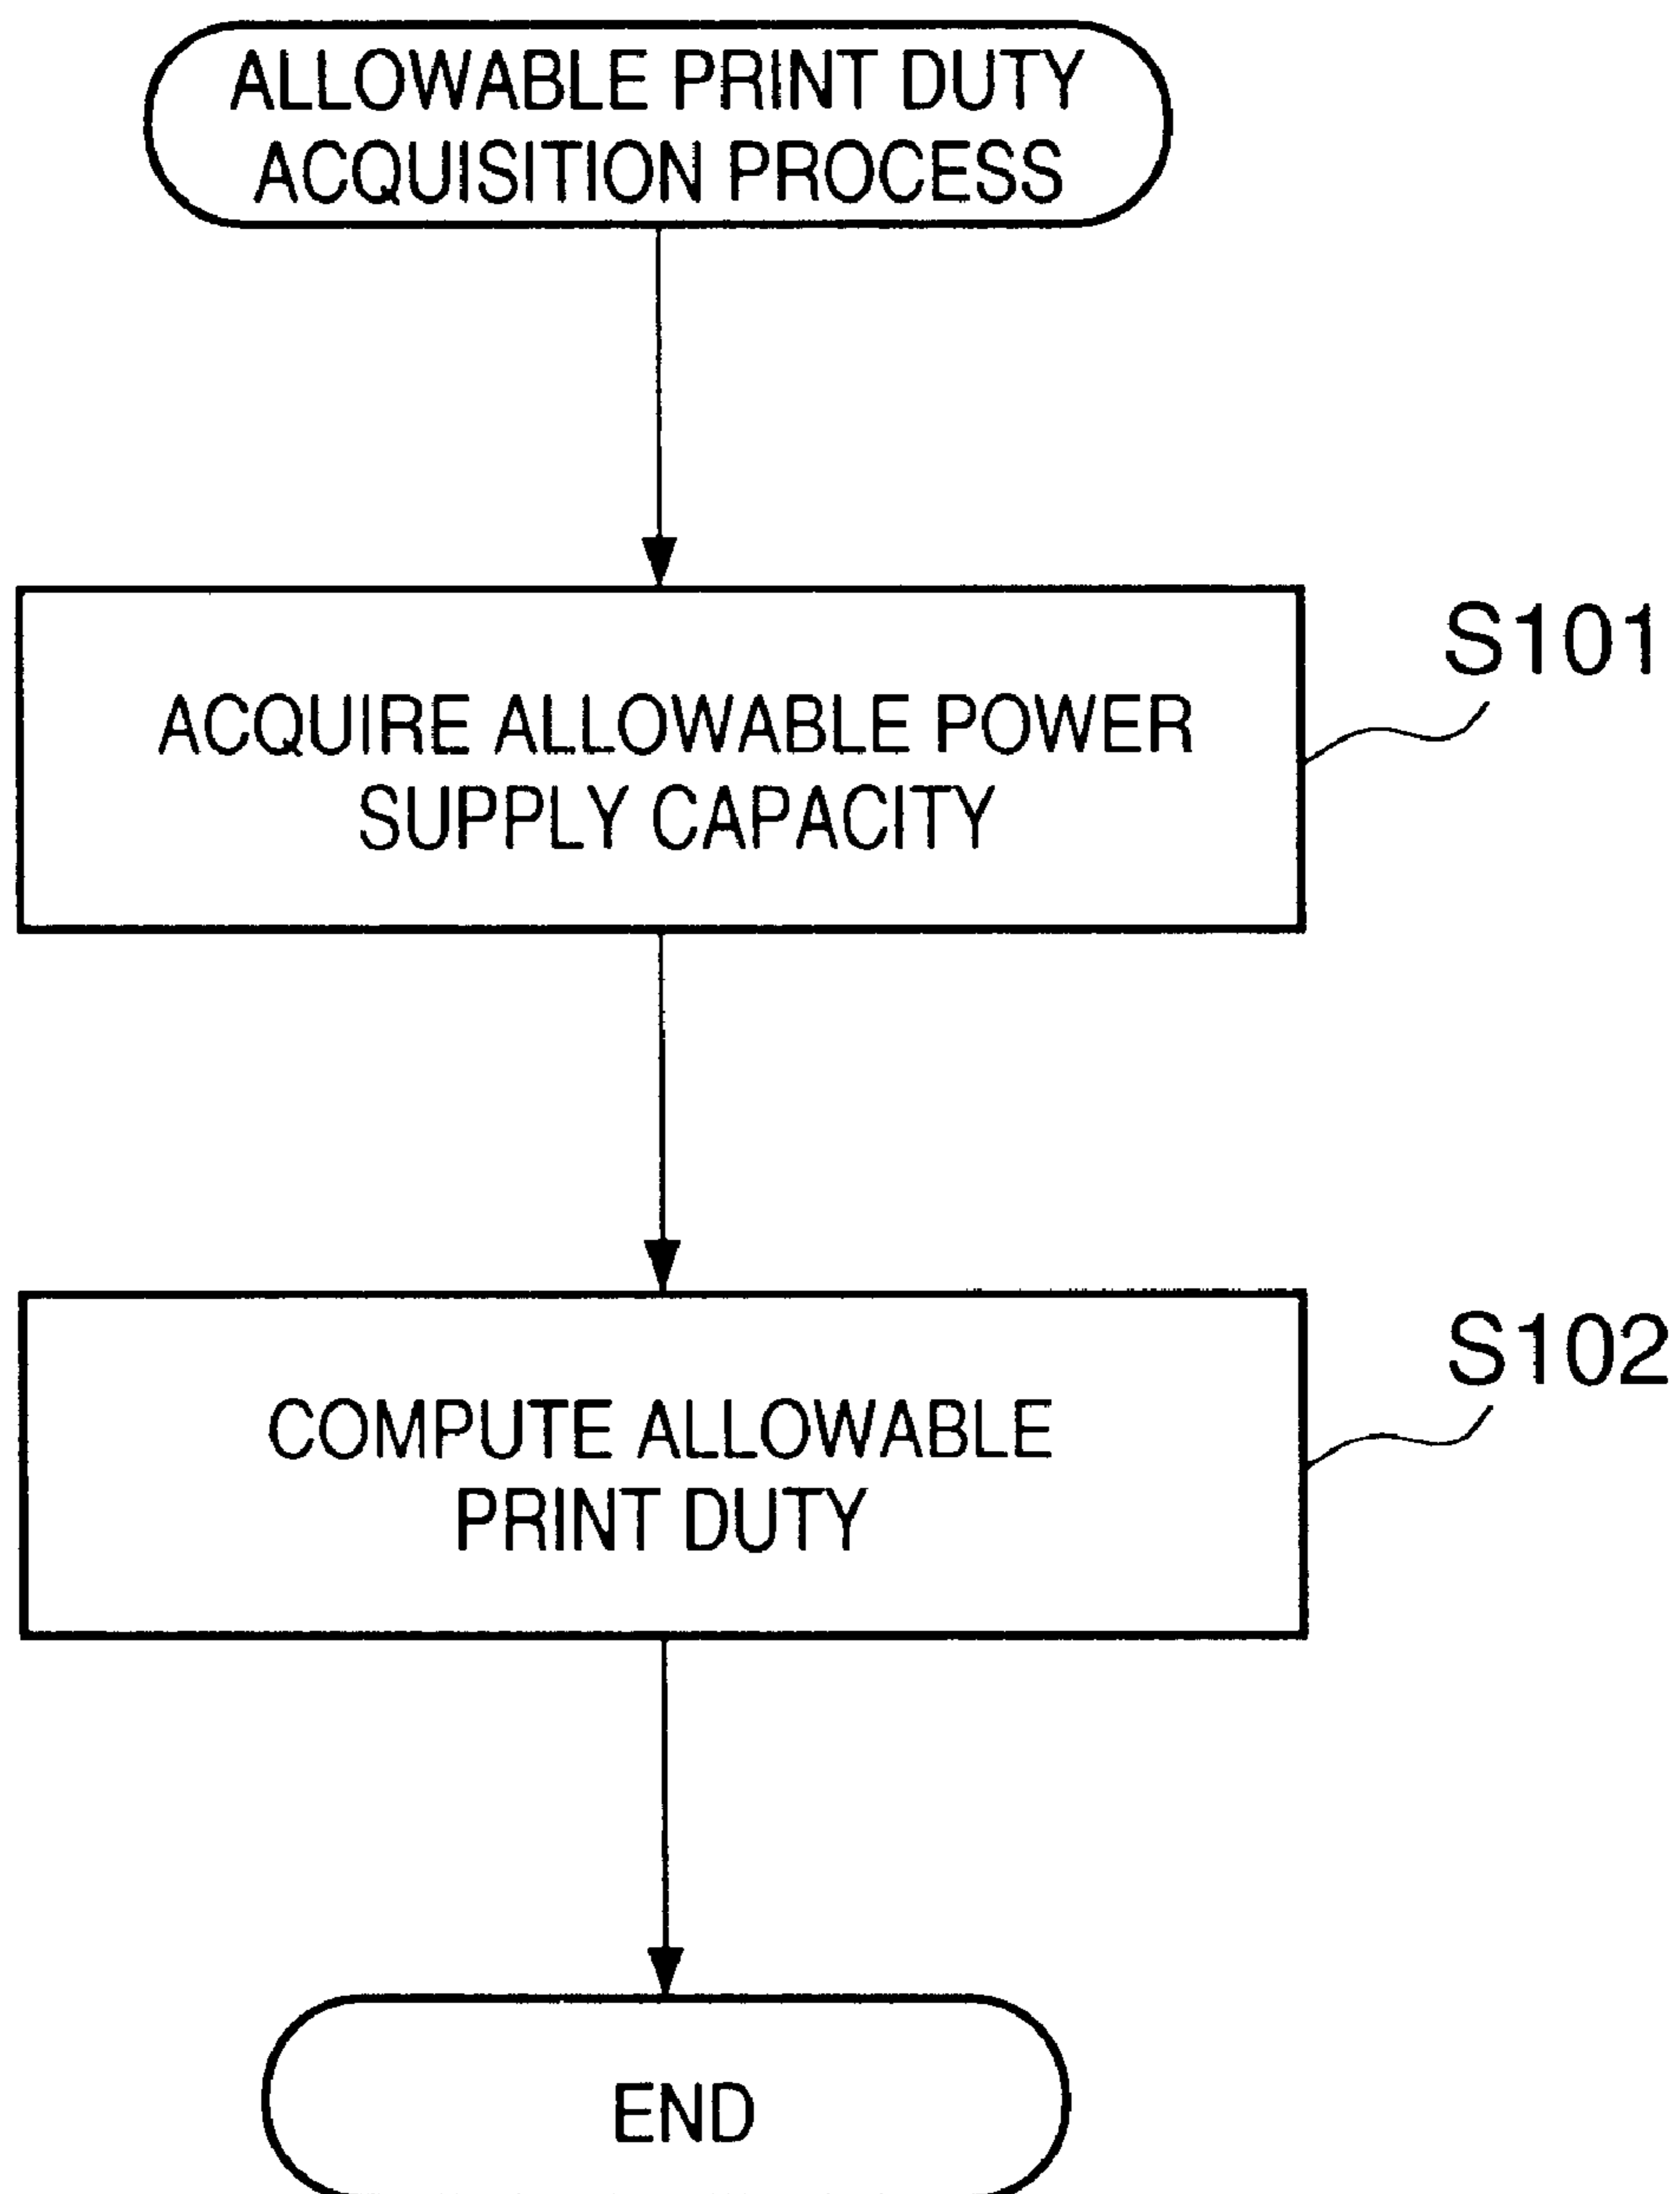 ALLOWABLE PRINT DUTY
ACQUISITION PROCESS
S101
ACQUIRE ALLOWABLE POWER
SUPPLY CAPACITY
S102
COMPUTE ALLOWABLE
PRINT DUTY
END